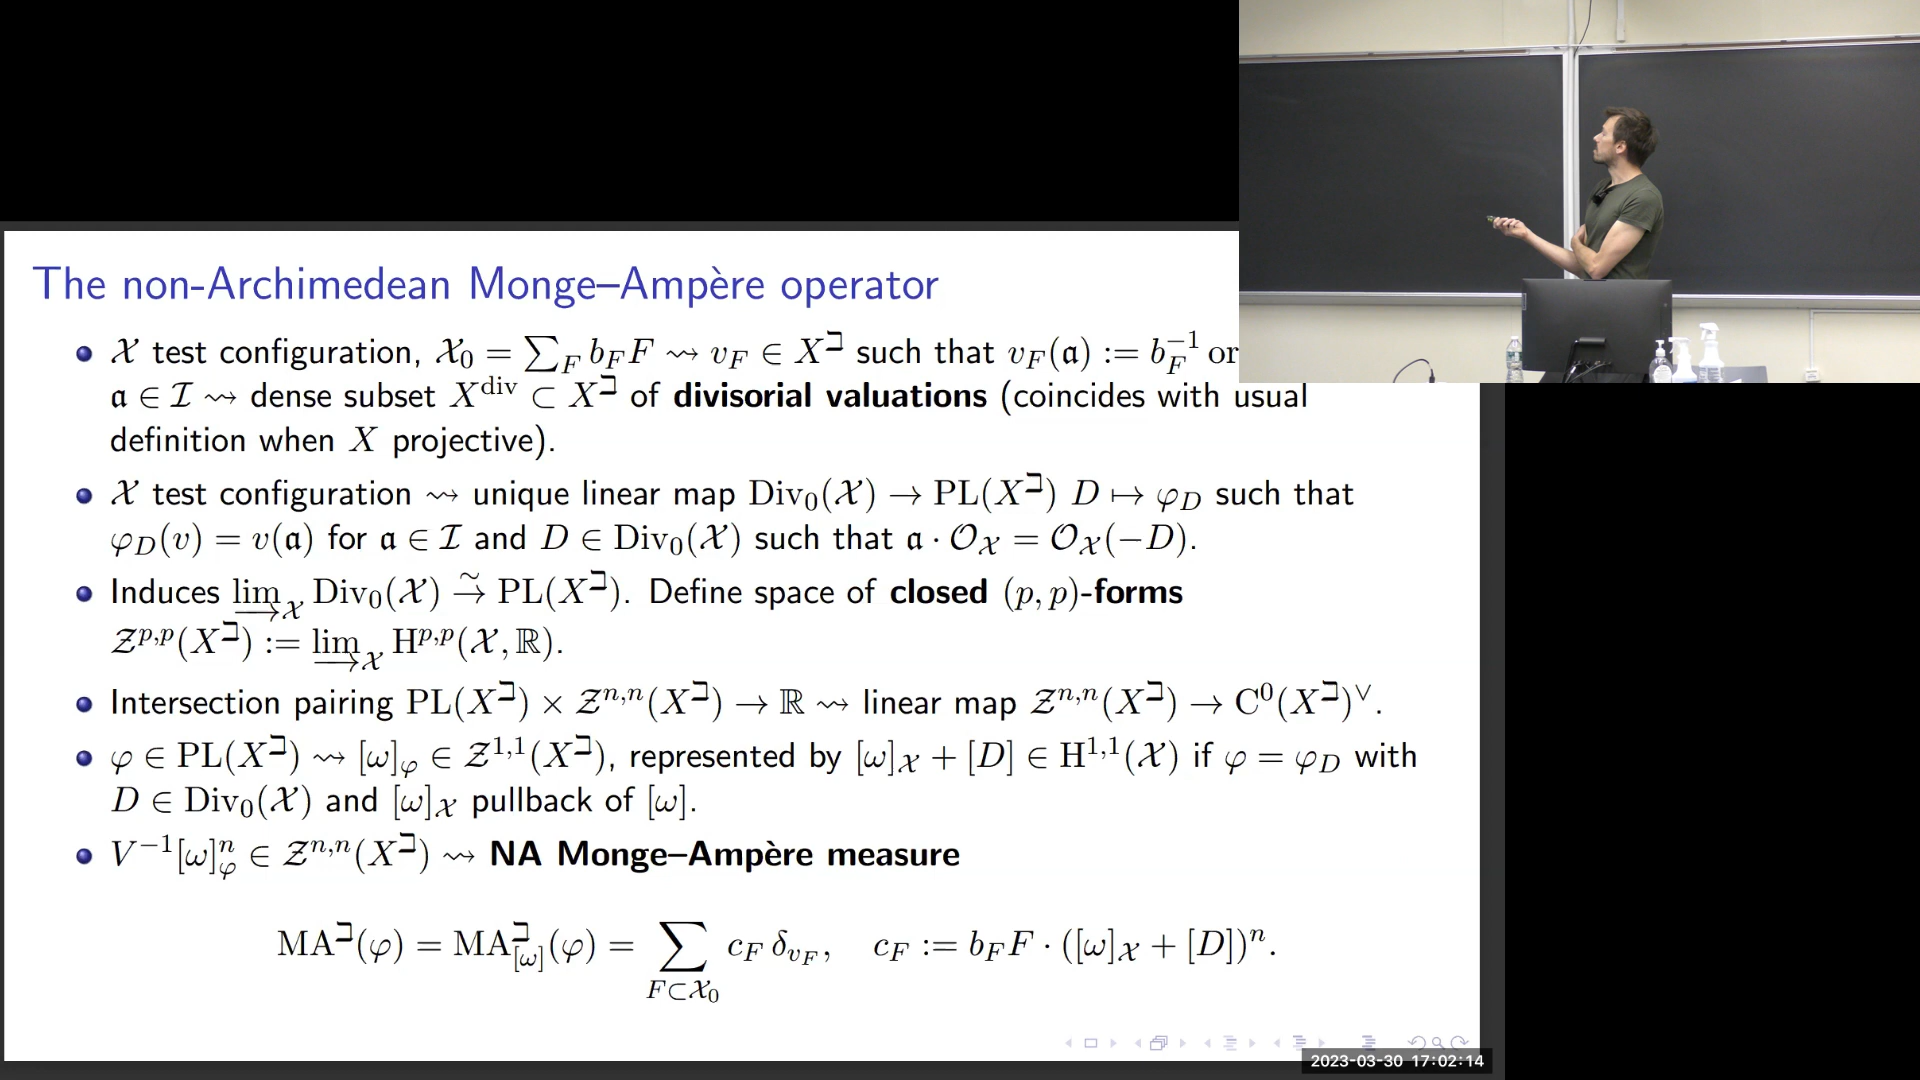 The non-Archimedean Monge–Ampère operator
𝒳 test configuration, 𝒳₀ = ∑_F b_F F ⇝ v_F ∈ X^ℶ such that v_F(𝔞) := b_F^{-1} or
𝔞 ∈ ℐ ⇝ dense subset X^div ⊂ X^ℶ of divisorial valuations (coincides with usual
definition when X projective).
𝒳 test configuration ⇝ unique linear map Div₀(𝒳) → PL(X^ℶ) D ↦ φ_D such that
φ_D(v) = v(𝔞) for 𝔞 ∈ ℐ and D ∈ Div₀(𝒳) such that 𝔞 · 𝒪_𝒳 = 𝒪_𝒳(−D).
Induces lim→_𝒳 Div₀(𝒳) ∼→ PL(X^ℶ). Define space of closed (p, p)-forms
𝒵^{p,p}(X^ℶ) := lim→_𝒳 H^{p,p}(𝒳, ℝ).
Intersection pairing PL(X^ℶ) × 𝒵^{n,n}(X^ℶ) → ℝ ⇝ linear map 𝒵^{n,n}(X^ℶ) → C⁰(X^ℶ)^∨.
φ ∈ PL(X^ℶ) ⇝ [ω]_φ ∈ 𝒵^{1,1}(X^ℶ), represented by [ω]_𝒳 + [D] ∈ H^{1,1}(𝒳) if φ = φ_D with
D ∈ Div₀(𝒳) and [ω]_𝒳 pullback of [ω].
V^{-1}[ω]_φ^n ∈ 𝒵^{n,n}(X^ℶ) ⇝ NA Monge–Ampère measure
MA^ℶ(φ) = MA^ℶ_{[ω]}(φ) = ∑_{F⊂𝒳₀} c_F δ_{v_F}, c_F := b_F F · ([ω]_𝒳 + [D])^n.
2023-03-30 17:02:14